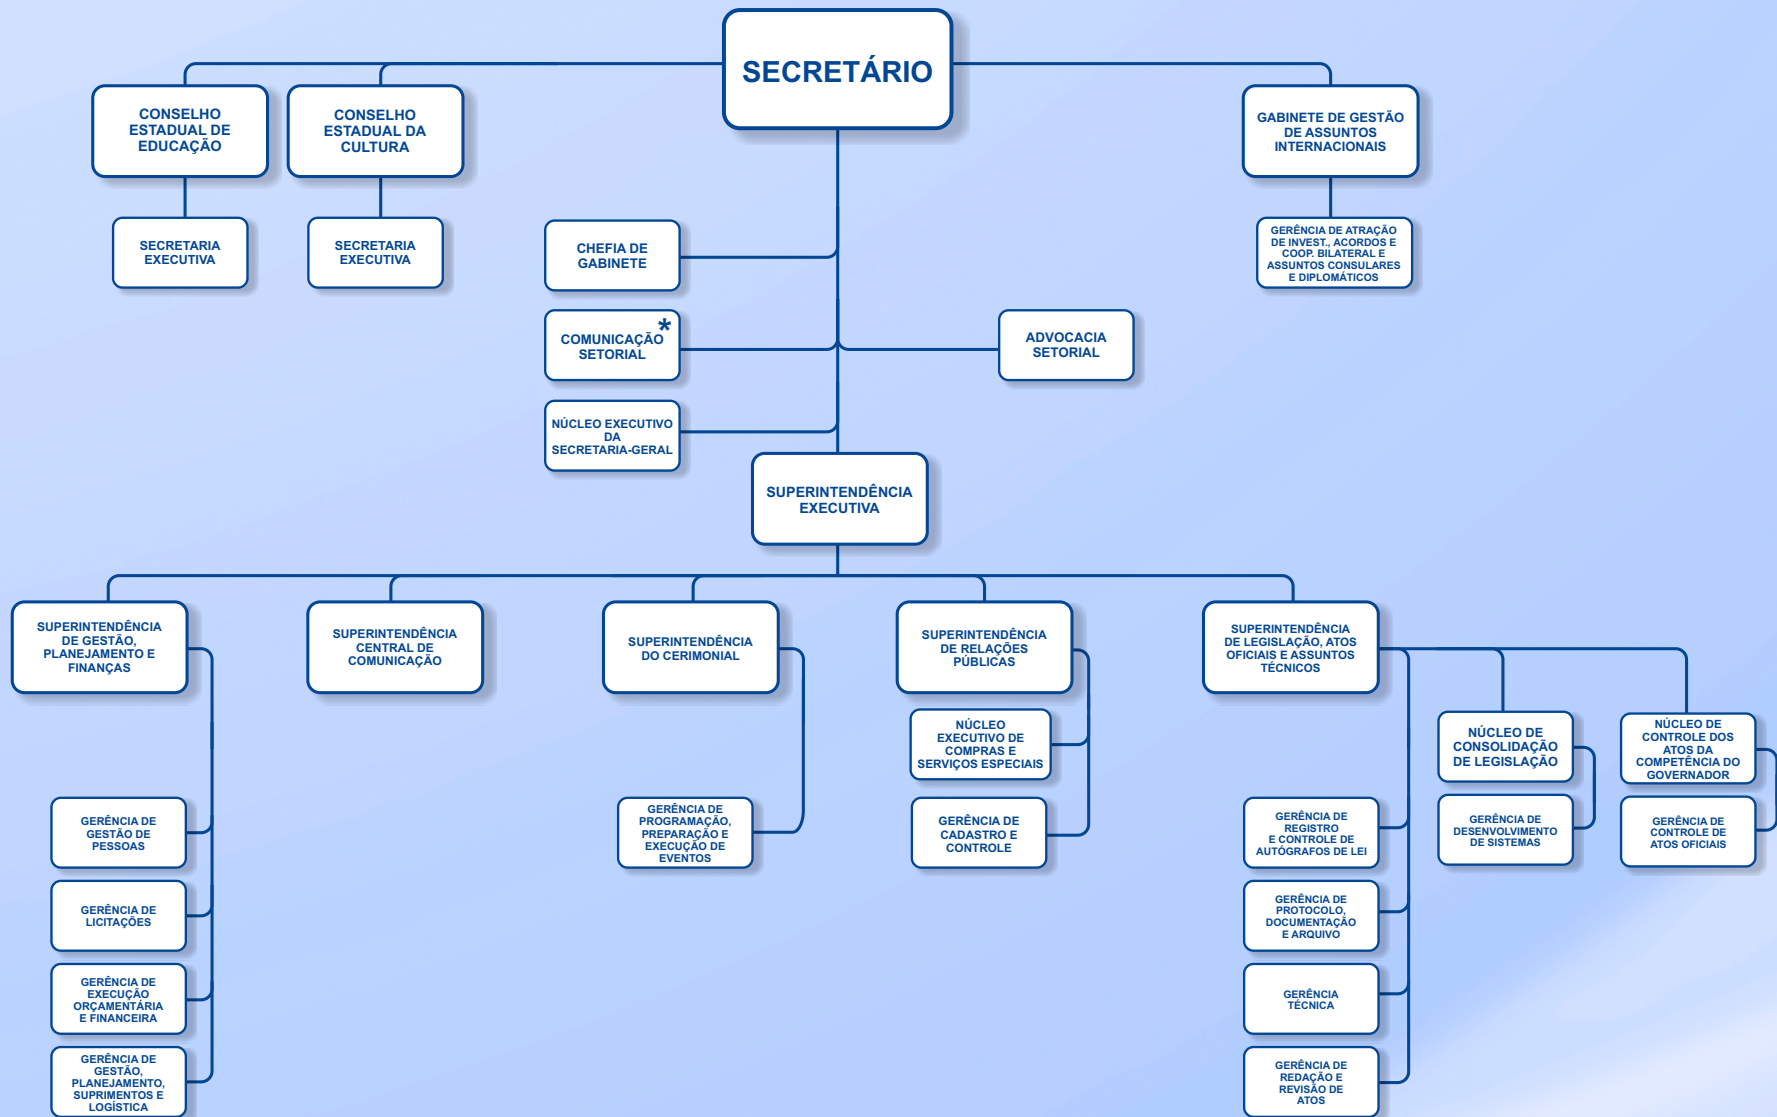 SECRETÁRIO
CONSELHO
ESTADUAL DE
EDUCAÇÃO
CONSELHO
ESTADUAL DA
CULTURA
GABINETE DE GESTÃO
DE ASSUNTOS
INTERNACIONAIS
SECRETARIA
EXECUTIVA
SECRETARIA
EXECUTIVA
GERÊNCIA DE ATRAÇÃO
DE INVEST., ACORDOS E
COOP. BILATERAL E
ASSUNTOS CONSULARES
E DIPLOMÁTICOS
CHEFIA DE
GABINETE
COMUNICAÇÃO *
SETORIAL
ADVOCACIA
SETORIAL
NÚCLEO EXECUTIVO
DA
SECRETARIA-GERAL
SUPERINTENDÊNCIA
EXECUTIVA
SUPERINTENDÊNCIA
DE GESTÃO,
PLANEJAMENTO E
FINANÇAS
SUPERINTENDÊNCIA
CENTRAL DE
COMUNICAÇÃO
SUPERINTENDÊNCIA
DO CERIMONIAL
SUPERINTENDÊNCIA
DE RELAÇÕES
PÚBLICAS
SUPERINTENDÊNCIA
DE LEGISLAÇÃO, ATOS
OFICIAIS E ASSUNTOS
TÉCNICOS
NÚCLEO
EXECUTIVO DE
COMPRAS E
SERVIÇOS ESPECIAIS
NÚCLEO DE
CONSOLIDAÇÃO
DE LEGISLAÇÃO
NÚCLEO DE
CONTROLE DOS
ATOS DA
COMPETÊNCIA DO
GOVERNADOR
GERÊNCIA DE
GESTÃO DE
PESSOAS
GERÊNCIA DE
PROGRAMAÇÃO,
PREPARAÇÃO E
EXECUÇÃO DE
EVENTOS
GERÊNCIA DE
CADASTRO E
CONTROLE
GERÊNCIA DE
REGISTRO
E CONTROLE DE
AUTÓGRAFOS DE LEI
GERÊNCIA DE
DESENVOLVIMENTO
DE SISTEMAS
GERÊNCIA DE
CONTROLE DE
ATOS OFICIAIS
GERÊNCIA DE
LICITAÇÕES
GERÊNCIA DE
PROTOCOLO,
DOCUMENTAÇÃO
E ARQUIVO
GERÊNCIA DE
EXECUÇÃO
ORÇAMENTÁRIA
E FINANCEIRA
GERÊNCIA
TÉCNICA
GERÊNCIA DE
GESTÃO,
PLANEJAMENTO,
SUPRIMENTOS E
LOGÍSTICA
GERÊNCIA DE
REDAÇÃO E
REVISÃO DE
ATOS